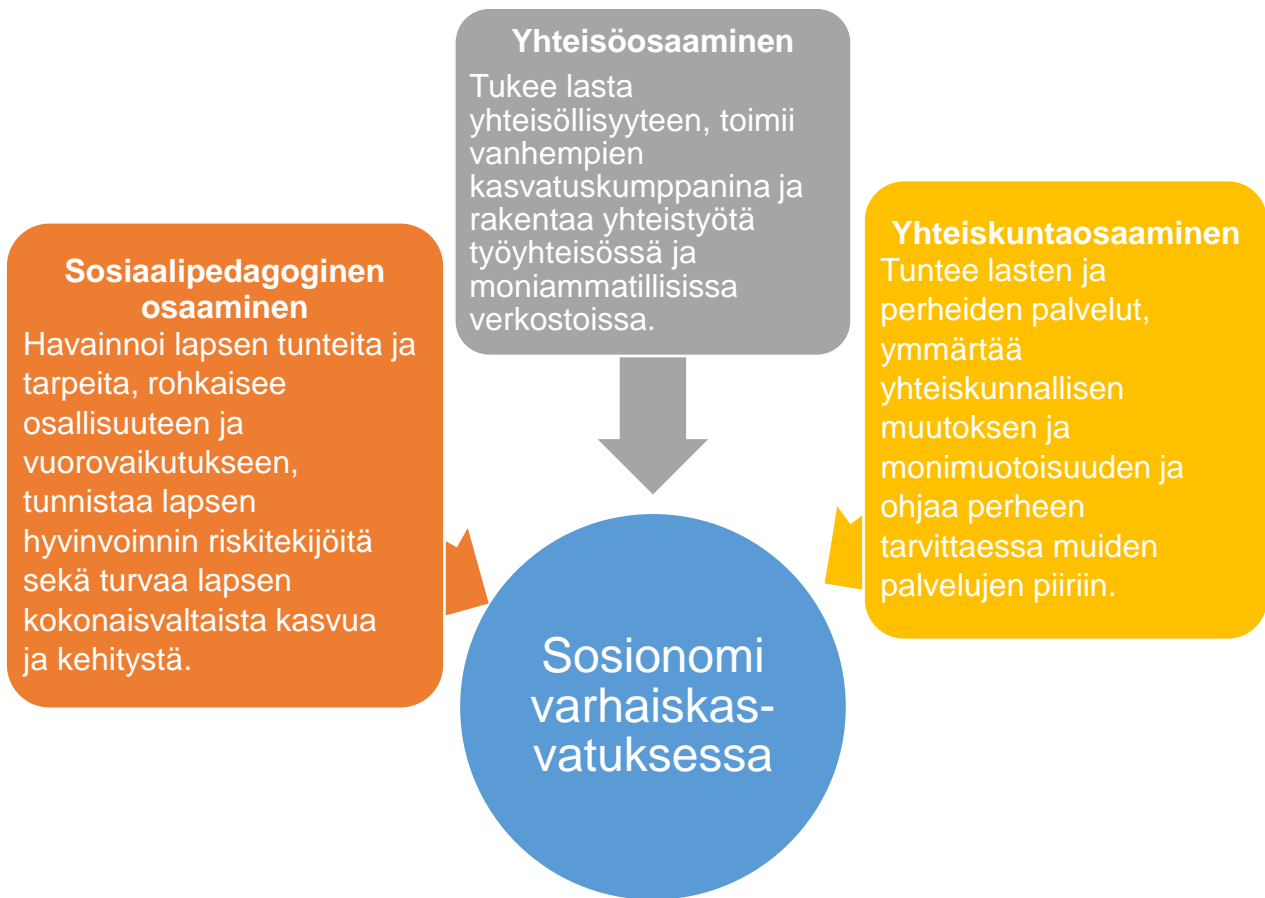 Yhteisöosaaminen
Tukee lasta
yhteisöllisyyteen, toimii
vanhempien
kasvatuskumppanina ja
rakentaa yhteistyötä
työyhteisössä ja
moniammatillisissa
verkostoissa.
Sosiaalipedagoginen
osaaminen
Havainnoi lapsen tunteita ja
tarpeita, rohkaisee
osallisuuteen ja
vuorovaikutukseen,
tunnistaa lapsen
hyvinvoinnin riskitekijöitä
sekä turvaa lapsen
kokonaisvaltaista kasvua
ja kehitystä.
Yhteiskuntaosaaminen
Tuntee lasten ja
perheiden palvelut,
ymmärtää
yhteiskunnallisen
muutoksen ja
monimuotoisuuden ja
ohjaa perheen
tarvittaessa muiden
palvelujen piiriin.
Sosionomi
varhaiskas-
vatuksessa